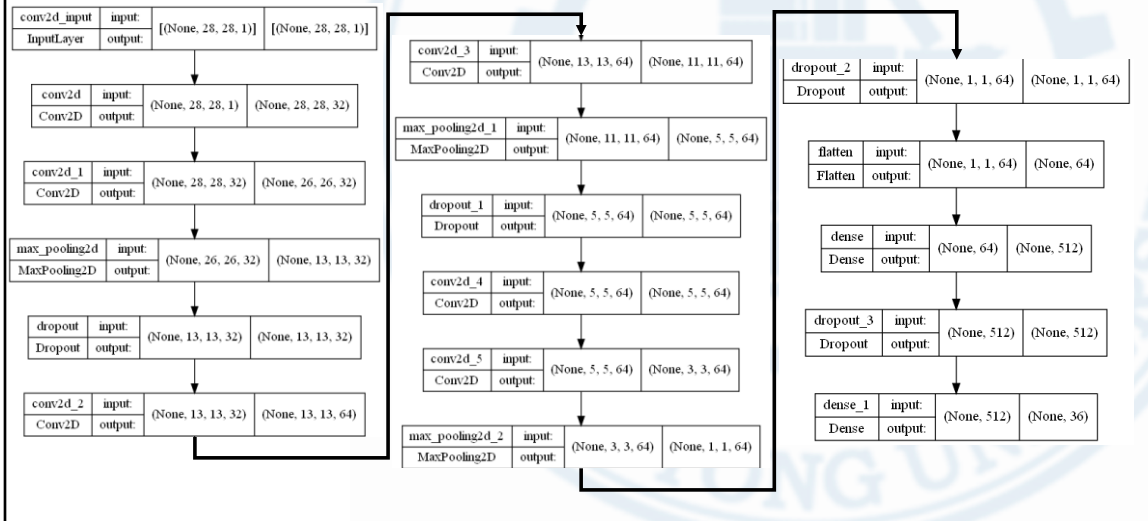 conv2d_input input: [(None, 28, 28, 1)] [(None, 28, 28, 1)]
InputLayer output:
conv2d input: (None, 28, 28, 1) (None, 28, 28, 32)
Conv2D output:
conv2d_1 input: (None, 28, 28, 32) (None, 26, 26, 32)
Conv2D output:
max_pooling2d input: (None, 26, 26, 32) (None, 13, 13, 32)
MaxPooling2D output:
dropout input: (None, 13, 13, 32) (None, 13, 13, 32)
Dropout output:
conv2d_2 input: (None, 13, 13, 32) (None, 13, 13, 64)
Conv2D output:
conv2d_3 input: (None, 13, 13, 64) (None, 11, 11, 64)
Conv2D output:
max_pooling2d_1 input: (None, 11, 11, 64) (None, 5, 5, 64)
MaxPooling2D output:
dropout_1 input: (None, 5, 5, 64) (None, 5, 5, 64)
Dropout output:
conv2d_4 input: (None, 5, 5, 64) (None, 5, 5, 64)
Conv2D output:
conv2d_5 input: (None, 5, 5, 64) (None, 3, 3, 64)
Conv2D output:
max_pooling2d_2 input: (None, 3, 3, 64) (None, 1, 1, 64)
MaxPooling2D output:
dropout_2 input: (None, 1, 1, 64) (None, 1, 1, 64)
Dropout output:
flatten input: (None, 1, 1, 64) (None, 64)
Flatten output:
dense input: (None, 64) (None, 512)
Dense output:
dropout_3 input: (None, 512) (None, 512)
Dropout output:
dense_1 input: (None, 512) (None, 36)
Dense output: